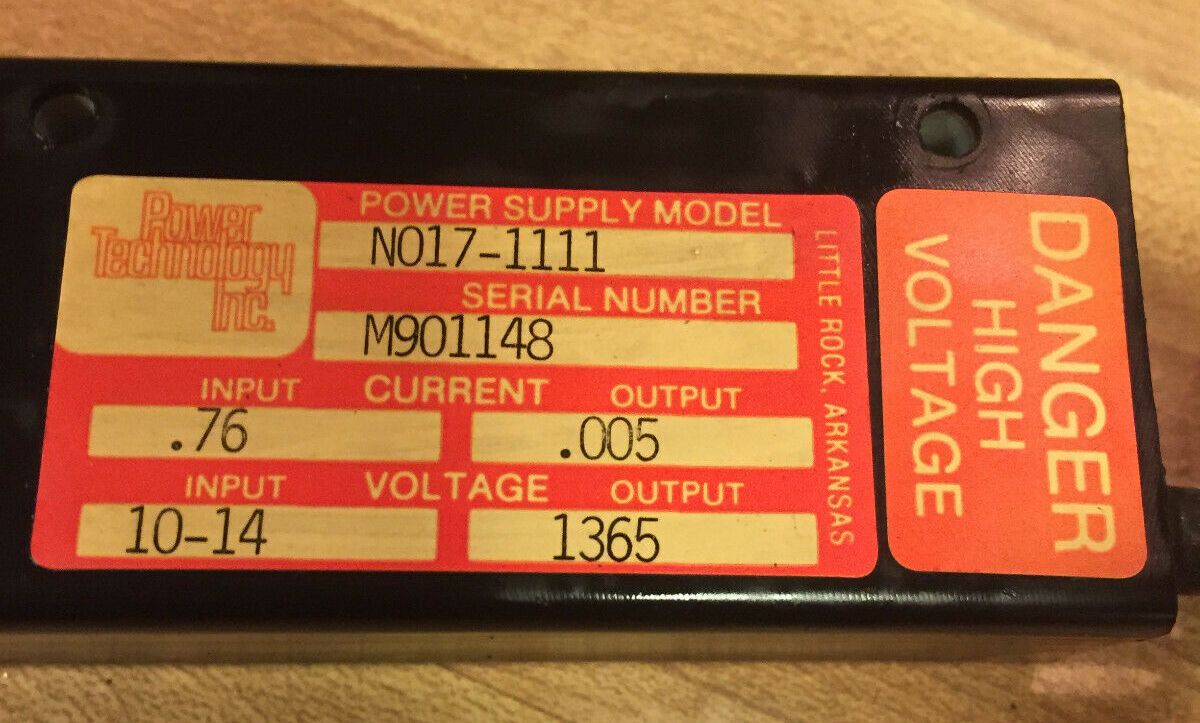 Power
Technology
Inc.
POWER SUPPLY MODEL
NO17-1111
SERIAL NUMBER
M901148
INPUT CURRENT OUTPUT
.76 .005
INPUT VOLTAGE OUTPUT
10-14 1365
LITTLE ROCK, ARKANSAS
DANGER
HIGH
VOLTAGE